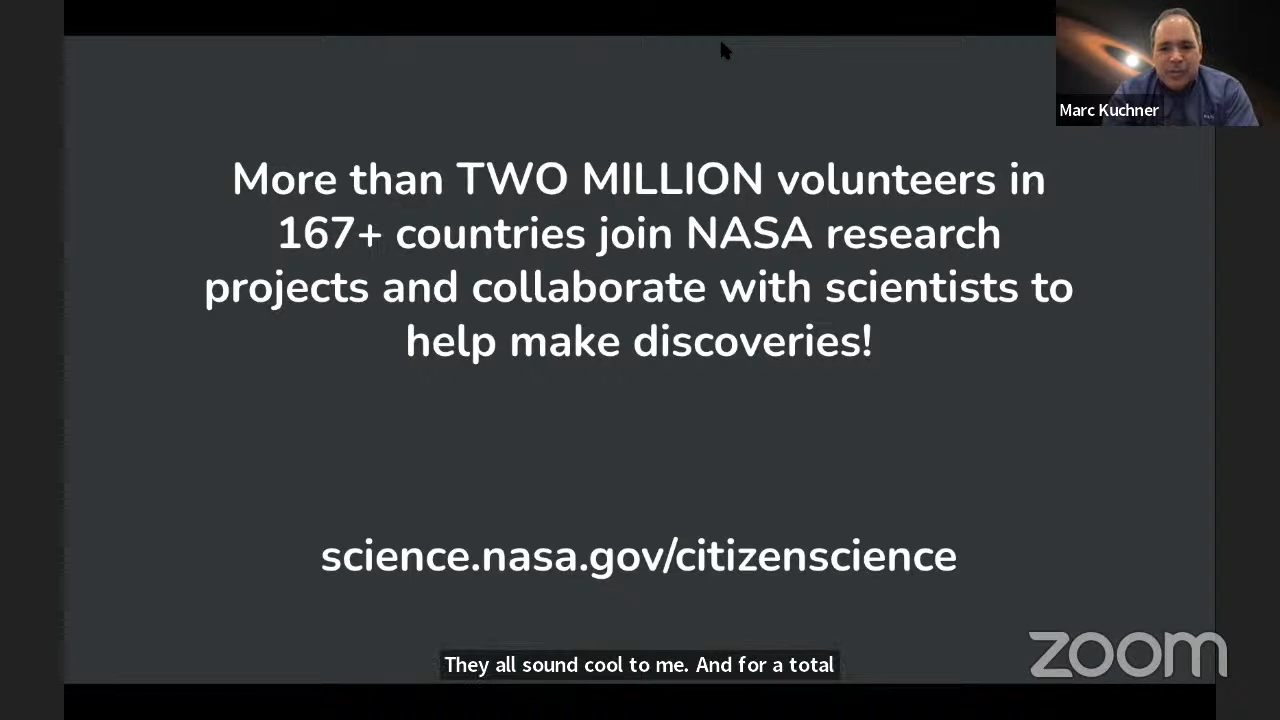 Marc Kuchner
More than TWO MILLION volunteers in
167+ countries join NASA research
projects and collaborate with scientists to
help make discoveries!
science.nasa.gov/citizenscience
They all sound cool to me. And for a total
zoom